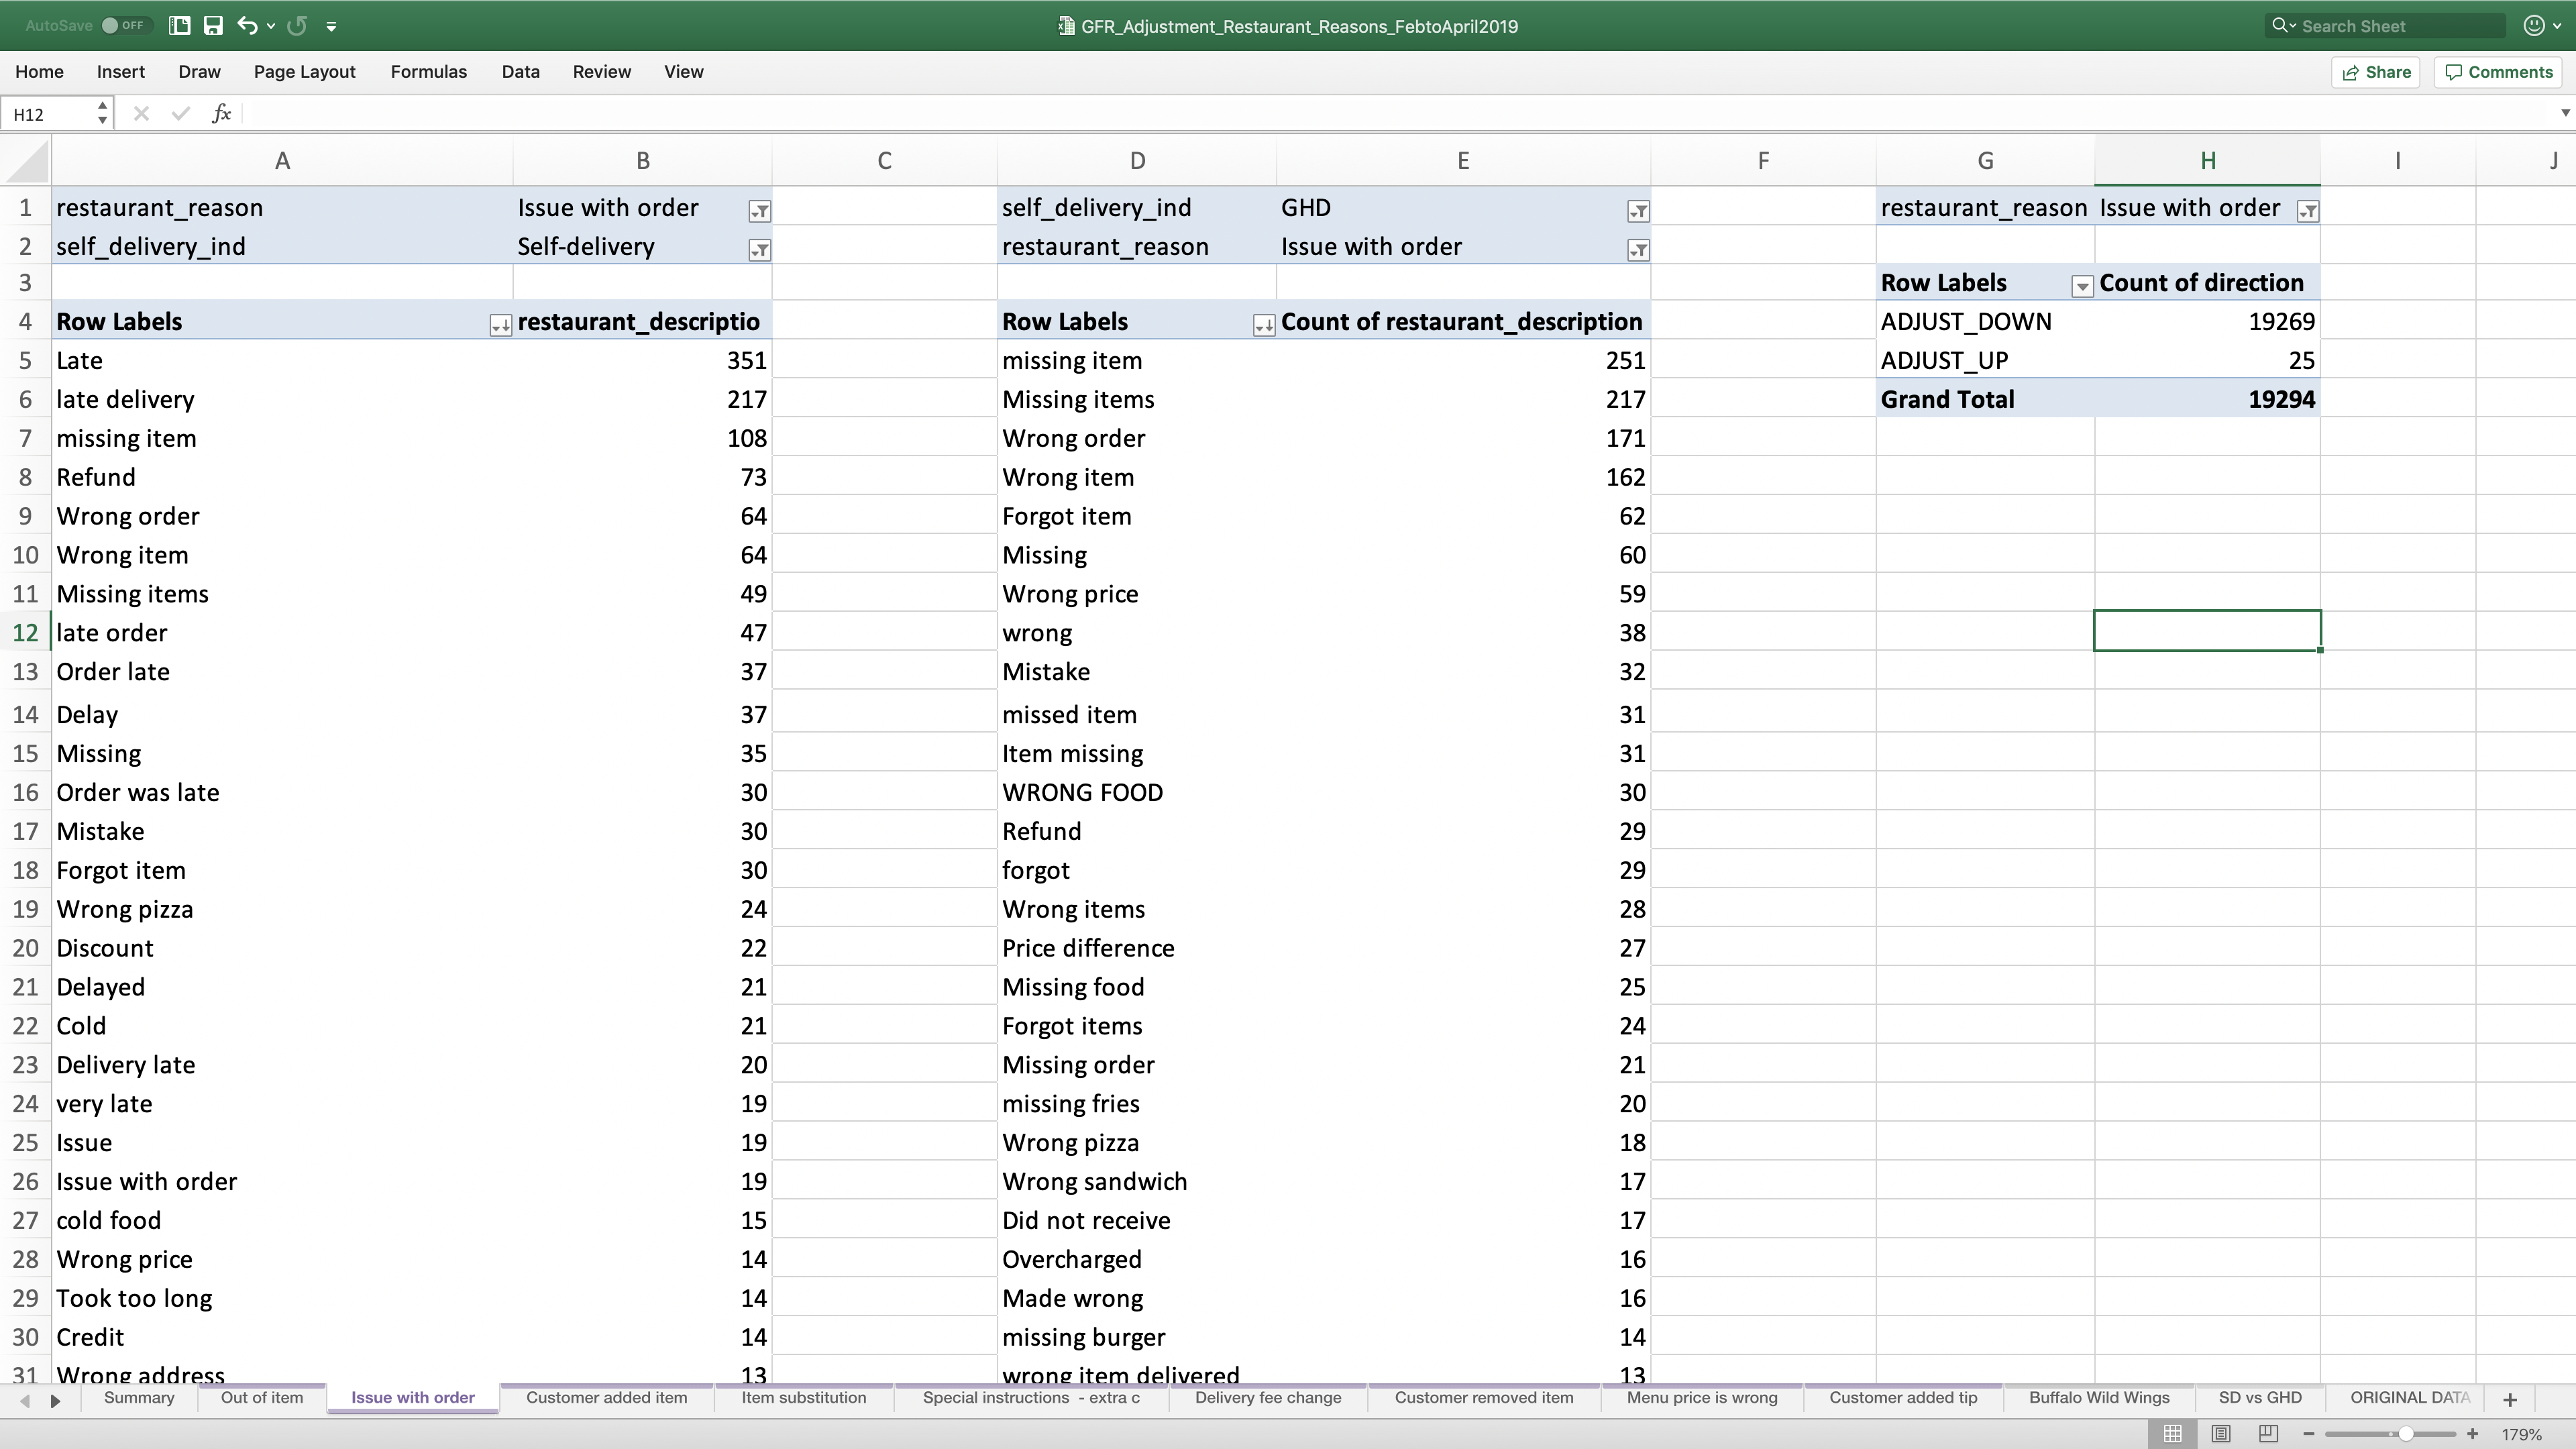 AutoSave OFF
GFR_Adjustment_Restaurant_Reasons_FebtoApril2019
Search Sheet
Home Insert Draw Page Layout Formulas Data Review View
Share Comments
H12 fx
A B C D E F G H I J
1 restaurant_reason Issue with order self_delivery_ind GHD restaurant_reason Issue with order
2 self_delivery_ind Self-delivery restaurant_reason Issue with order
3 Row Labels Count of direction
4 Row Labels restaurant_descriptio Row Labels Count of restaurant_description ADJUST_DOWN 19269
5 Late 351 missing item 251 ADJUST_UP 25
6 late delivery 217 Missing items 217 Grand Total 19294
7 missing item 108 Wrong order 171
8 Refund 73 Wrong item 162
9 Wrong order 64 Forgot item 62
10 Wrong item 64 Missing 60
11 Missing items 49 Wrong price 59
12 late order 47 wrong 38
13 Order late 37 Mistake 32
14 Delay 37 missed item 31
15 Missing 35 Item missing 31
16 Order was late 30 WRONG FOOD 30
17 Mistake 30 Refund 29
18 Forgot item 30 forgot 29
19 Wrong pizza 24 Wrong items 28
20 Discount 22 Price difference 27
21 Delayed 21 Missing food 25
22 Cold 21 Forgot items 24
23 Delivery late 20 Missing order 21
24 very late 19 missing fries 20
25 Issue 19 Wrong pizza 18
26 Issue with order 19 Wrong sandwich 17
27 cold food 15 Did not receive 17
28 Wrong price 14 Overcharged 16
29 Took too long 14 Made wrong 16
30 Credit 14 missing burger 14
31 Wrong address 13 wrong item delivered 13
Summary Out of item Issue with order Customer added item Item substitution Special instructions - extra c Delivery fee change Customer removed item Menu price is wrong Customer added tip Buffalo Wild Wings SD vs GHD ORIGINAL DATA +
179%